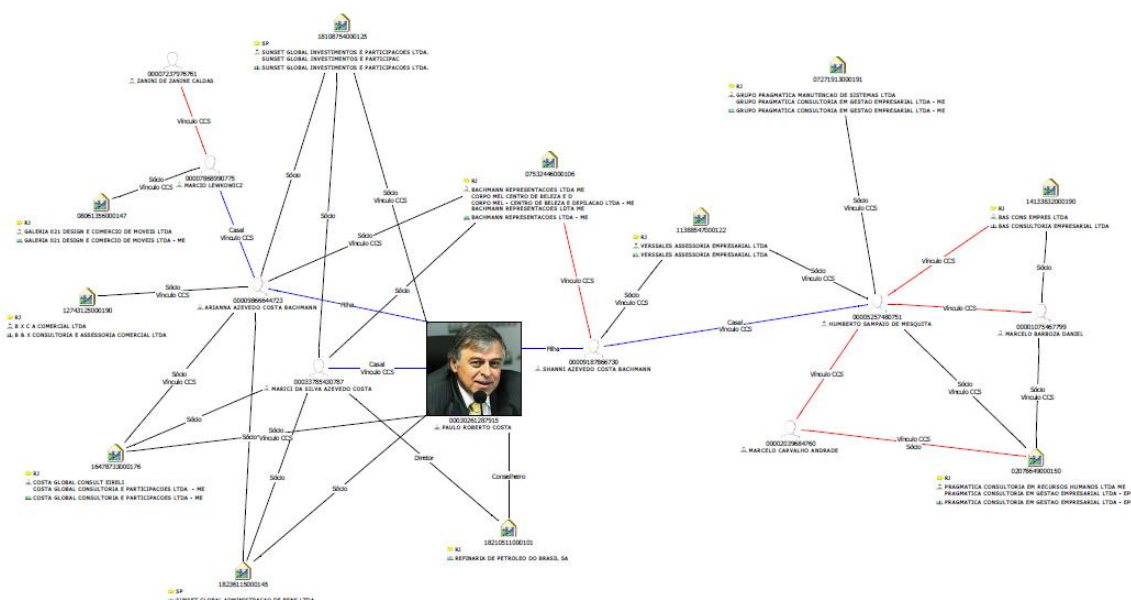 18108754000125
SP
SUNSET GLOBAL INVESTIMENTOS E PARTICIPACOES LTDA.
SUNSET GLOBAL INVESTIMENTOS E PARTICIPAC
SUNSET GLOBAL INVESTIMENTOS E PARTICIPACOES LTDA.
00007237976761
ZANINI DE ZANINE CALDAS
Vínculo CCS
00007868990775
MARCIO LEWKOWICZ
Sócio
Vínculo CCS
08061356000147
RJ
GALERIA 021 DESIGN E COMERCIO DE MOVEIS LTDA
GALERIA 021 DESIGN E COMERCIO DE MOVEIS LTDA - ME
Casal
Vínculo CCS
Sócio
Sócio
07271913000191
RJ
GRUPO PRAGMATICA MANUTENCAO DE SISTEMAS LTDA
GRUPO PRAGMATICA CONSULTORIA EM GESTAO EMPRESARIAL LTDA - ME
GRUPO PRAGMATICA CONSULTORIA EM GESTAO EMPRESARIAL LTDA - ME
07532446000106
RJ
BACHMANN REPRESENTACOES LTDA ME
CORPO MEL CENTRO DE BELEZA E D
CORPO MEL - CENTRO DE BELEZA E DEPILACAO LTDA - ME
BACHMANN REPRESENTACOES LDTA ME
BACHMANN REPRESENTACOES LTDA - ME
Sócio
Vínculo CCS
Sócio
Vínculo CCS
11388547000122
RJ
VERSSALES ASSESSORIA EMPRESARIAL LTDA
VERSSALES ASSESSORIA EMPRESARIAL LTDA
Sócio
Vínculo CCS
Sócio
Vínculo CCS
Sócio
14133832000190
RJ
BAS CONS EMPRES LTDA
BAS CONSULTORIA EMPRESARIAL LTDA
Vínculo CCS
Sócio
Sócio
Vínculo CCS
12743125000190
RJ
B X C A COMERCIAL LTDA
B & X CONSULTORIA E ASSESSORIA COMERCIAL LTDA
00009866644723
ARIANNA AZEVEDO COSTA BACHMANN
Filha
00005257480751
HUMBERTO SAMPAIO DE MESQUITA
Vínculo CCS
00001075467799
MARCELO BARBOZA DANIEL
Casal
Vínculo CCS
Filha
00009187866730
SHANNI AZEVEDO COSTA BACHMANN
Casal
Vínculo CCS
00033785430787
MARICI DA SILVA AZEVEDO COSTA
Sócio
Vínculo CCS
Sócio
00030261287915
PAULO ROBERTO COSTA
Vínculo CCS
Sócio
Vínculo CCS
Sócio
Vínculo CCS
00002039684760
MARCELO CARVALHO ANDRADE
Vínculo CCS
Sócio
Sócio
Vínculo CCS
16478733000176
RJ
COSTA GLOBAL CONSULT EIRELI
COSTA GLOBAL CONSULTORIA E PARTICIPACOES LTDA - ME
COSTA GLOBAL CONSULTORIA E PARTICIPACOES LTDA - ME
Sócio
Sócio
Sócio
Diretor
Conselheiro
02078649000150
RJ
PRAGMATICA CONSULTORIA EM RECURSOS HUMANOS LTDA ME
PRAGMATICA CONSULTORIA EM GESTAO EMPRESARIAL LTDA - EP
PRAGMATICA CONSULTORIA EM GESTAO EMPRESARIAL LTDA - EP
18210511000101
RJ
REFINARIA DE PETROLEO DO BRASIL SA
18236115000145
SP
SUNSET GLOBAL ADMINISTRACAO DE BENS LTDA